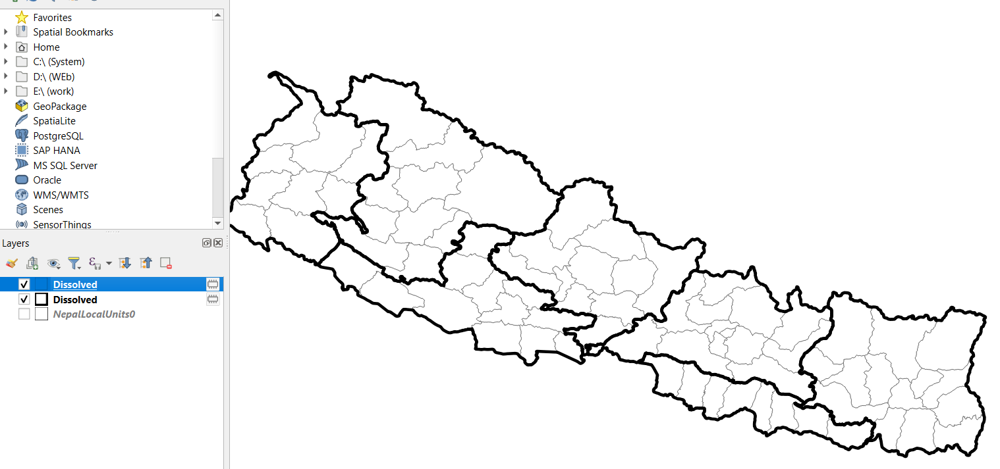 Favorites
Spatial Bookmarks
Home
C:\ (System)
D:\ (WEb)
E:\ (work)
GeoPackage
SpatiaLite
PostgreSQL
SAP HANA
MS SQL Server
Oracle
WMS/WMTS
Scenes
SensorThings
Layers
Dissolved
Dissolved
NepalLocalUnits0